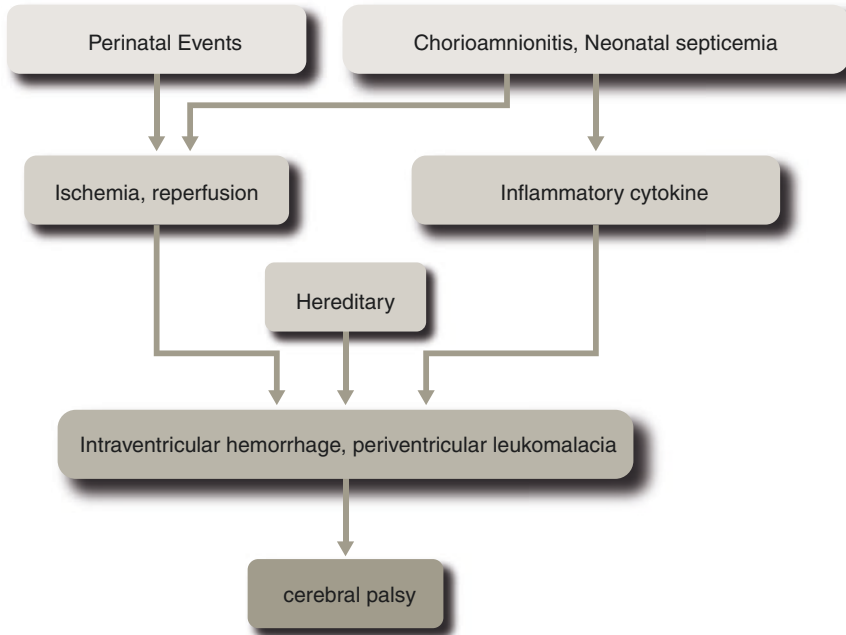 Perinatal Events
Chorioamnionitis, Neonatal septicemia
Ischemia, reperfusion
Inflammatory cytokine
Hereditary
Intraventricular hemorrhage, periventricular leukomalacia
cerebral palsy